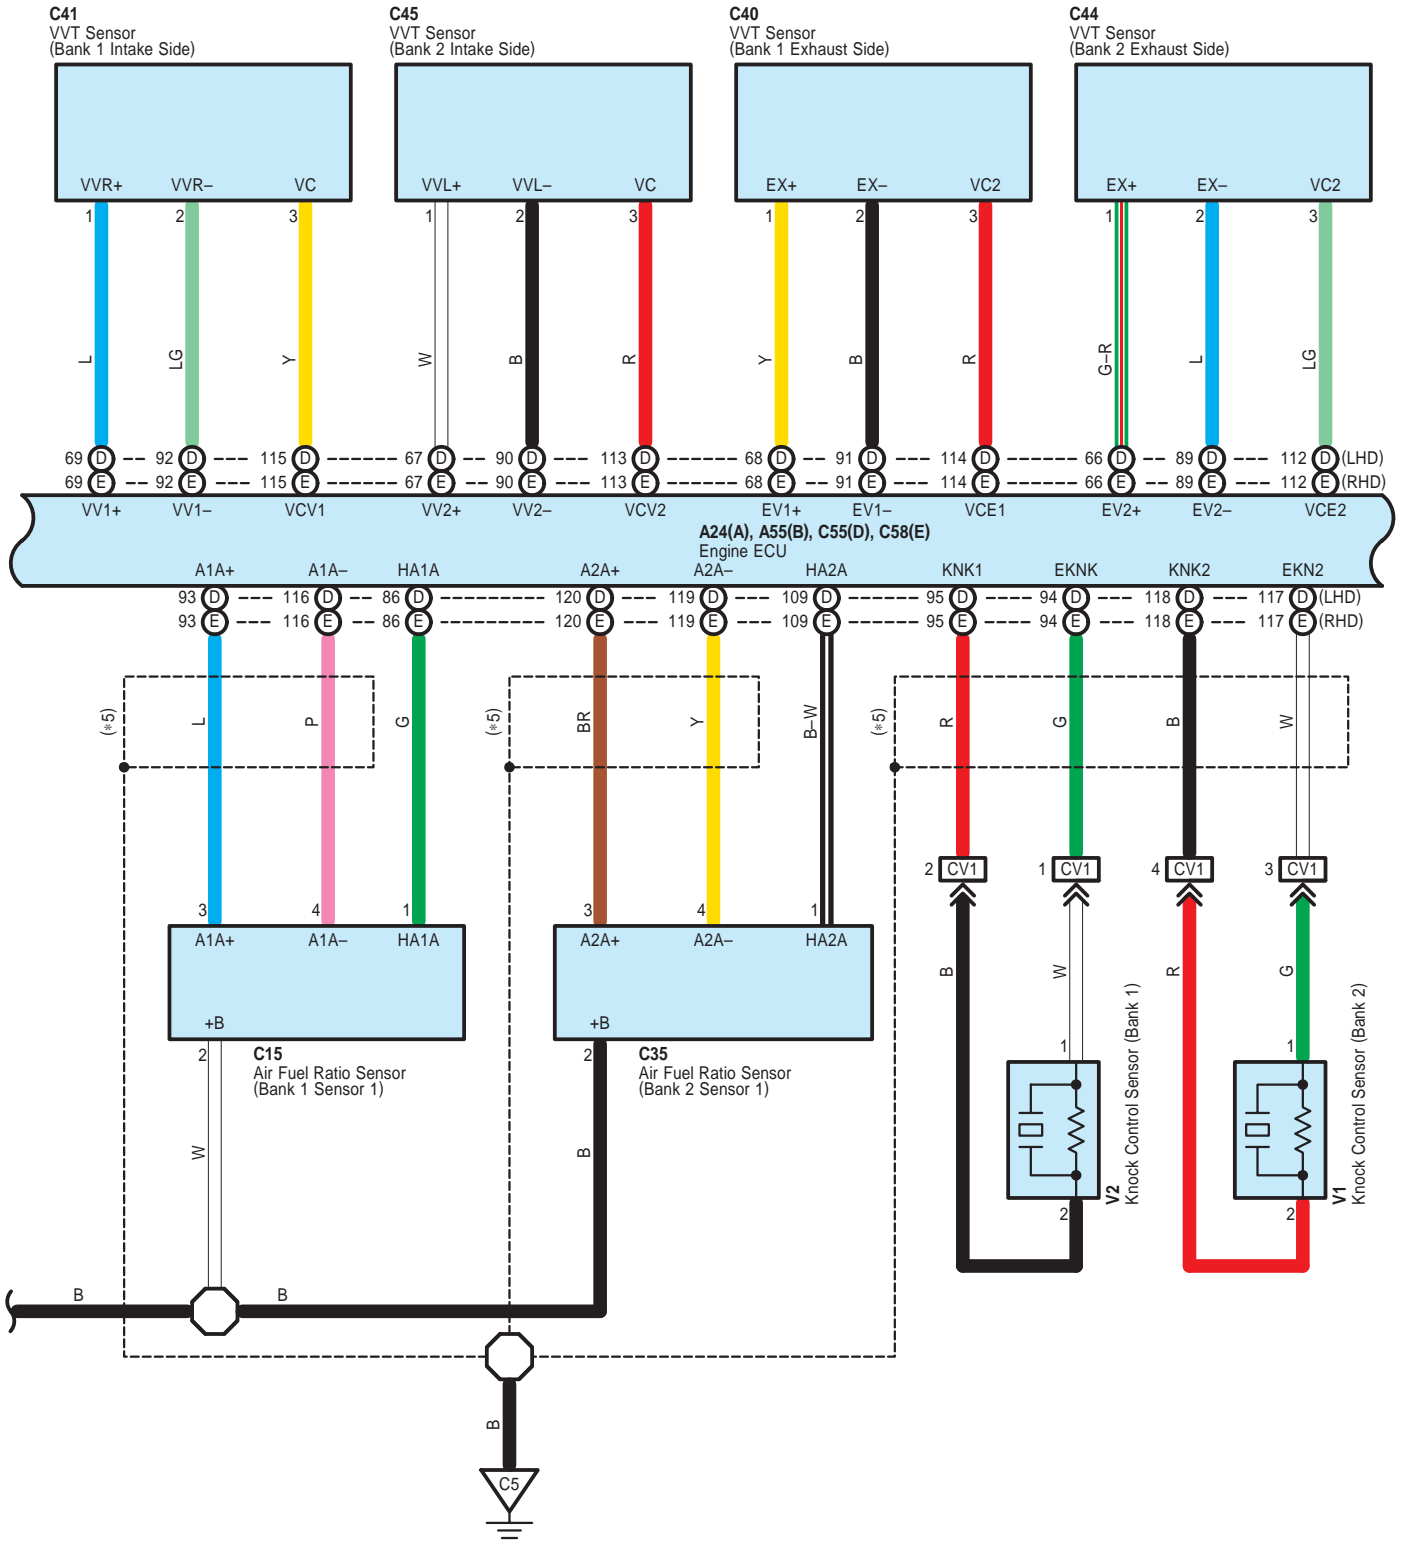 C41
VVT Sensor
(Bank 1 Intake Side)
C45
VVT Sensor
(Bank 2 Intake Side)
C40
VVT Sensor
(Bank 1 Exhaust Side)
C44
VVT Sensor
(Bank 2 Exhaust Side)
VVR+ VVR– VC VVL+ VVL– VC EX+ EX– VC2 EX+ EX– VC2
1 2 3 1 2 3 1 2 3 1 2 3
L LG Y W B R Y B R G–R L LG
69 D 92 D 115 D 67 D 90 D 113 D 68 D 91 D 114 D 66 D 89 D 112 D (LHD)
69 E 92 E 115 E 67 E 90 E 113 E 68 E 91 E 114 E 66 E 89 E 112 E (RHD)
VV1+ VV1– VCV1 VV2+ VV2– VCV2 EV1+ EV1– VCE1 EV2+ EV2– VCE2
A24(A), A55(B), C55(D), C58(E)
Engine ECU
A1A+ A1A– HA1A A2A+ A2A– HA2A KNK1 EKNK KNK2 EKN2
93 D 116 D 86 D 120 D 119 D 109 D 95 D 94 D 118 D 117 D (LHD)
93 E 116 E 86 E 120 E 119 E 109 E 95 E 94 E 118 E 117 E (RHD)
(*5) L P G (*5) BR Y B–W (*5) R G B W
2 CV1 1 CV1 4 CV1 3 CV1
3 4 1 3 4 1
A1A+ A1A– HA1A A2A+ A2A– HA2A
B W R G
+B +B
2 2
C15
Air Fuel Ratio Sensor
(Bank 1 Sensor 1)
C35
Air Fuel Ratio Sensor
(Bank 2 Sensor 1)
1 1
V2
Knock Control Sensor (Bank 1)
V1
Knock Control Sensor (Bank 2)
W B
2 2
B B
B
C5